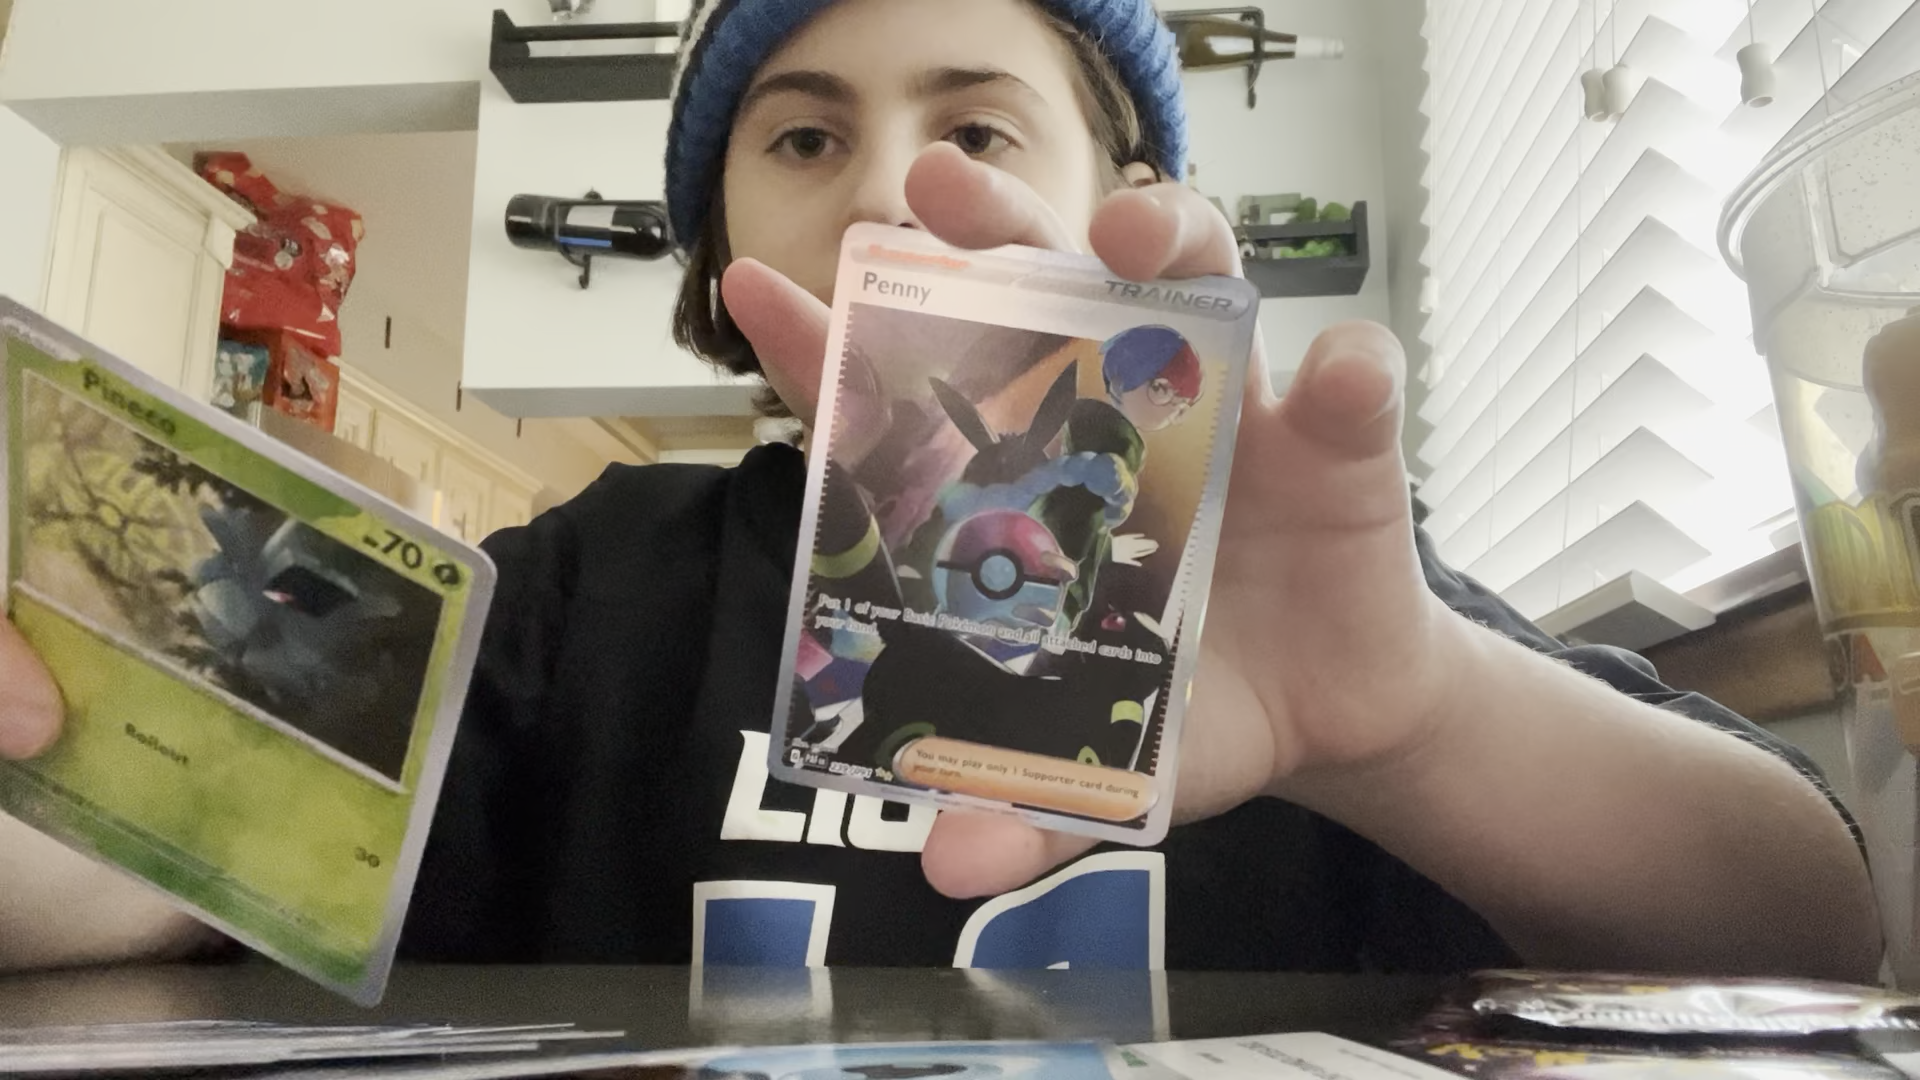 Penny
TRAINER
Put 1 of your Basic Pokémon and all attached cards into
your hand.
You may play only 1 Supporter card during
your turn.
Pineco
70
Rollout
30